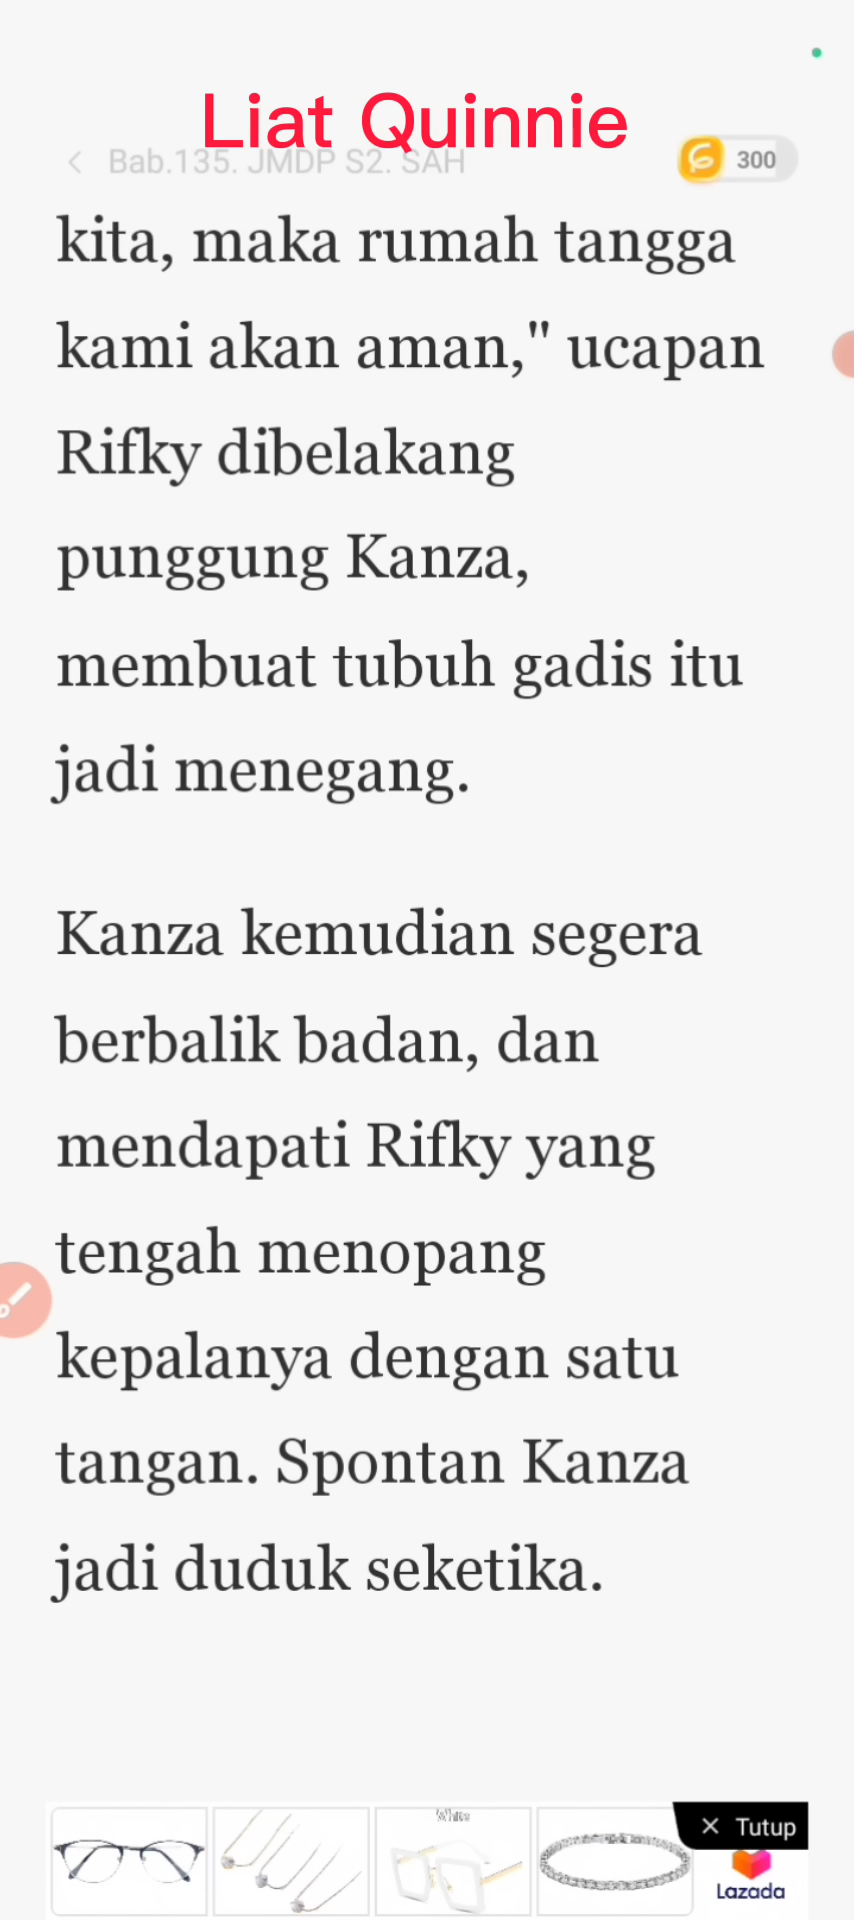 Liat Quinnie
Bab.135. JMDP S2. SAH
300
kita, maka rumah tangga
kami akan aman," ucapan
Rifky dibelakang
punggung Kanza,
membuat tubuh gadis itu
jadi menegang.
Kanza kemudian segera
berbalik badan, dan
mendapati Rifky yang
tengah menopang
kepalanya dengan satu
tangan. Spontan Kanza
jadi duduk seketika.
White
Tutup
Lazada